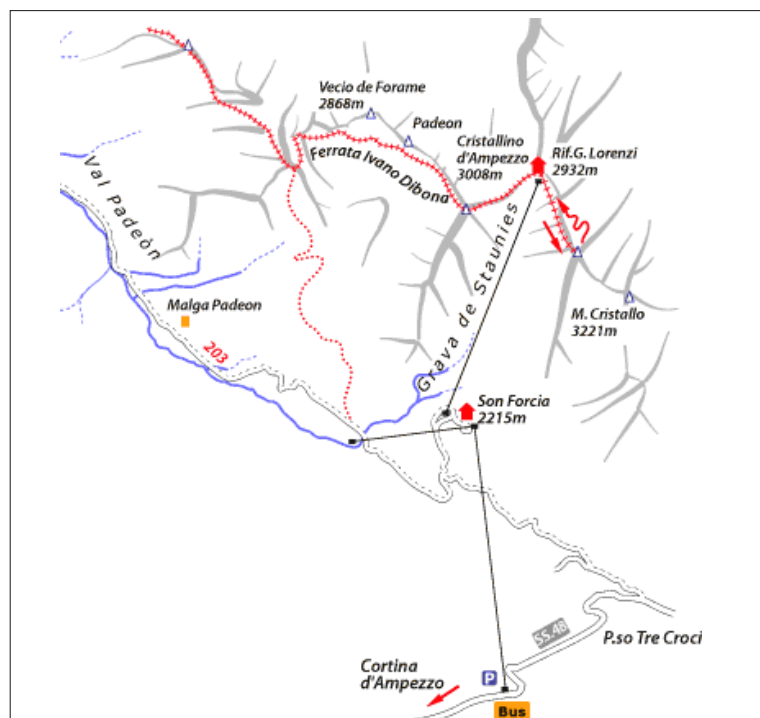 Vecio de Forame
2868m
Padeon
Ferrata Ivano Dibona
Cristallino
d'Ampezzo
3008m
Rif.G. Lorenzi
2932m
Val Padeòn
Grava de Staunies
Malga Padeon
203
M. Cristallo
3221m
Son Forcia
2215m
SS.48
P.so Tre Croci
Cortina
d'Ampezzo
P
Bus